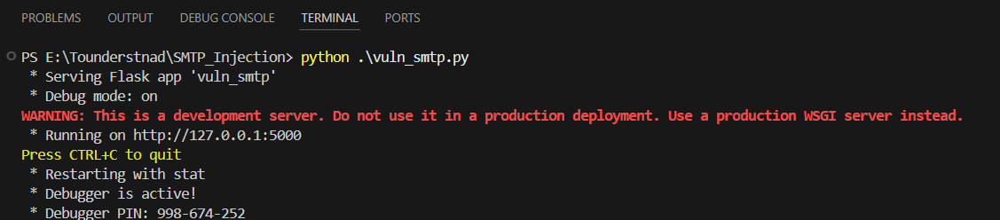 PROBLEMS OUTPUT DEBUG CONSOLE TERMINAL PORTS
PS E:\Tounderstnad\SMTP_Injection> python .\vuln_smtp.py
* Serving Flask app 'vuln_smtp'
* Debug mode: on
WARNING: This is a development server. Do not use it in a production deployment. Use a production WSGI server instead.
* Running on http://127.0.0.1:5000
Press CTRL+C to quit
* Restarting with stat
* Debugger is active!
* Debugger PIN: 998-674-252